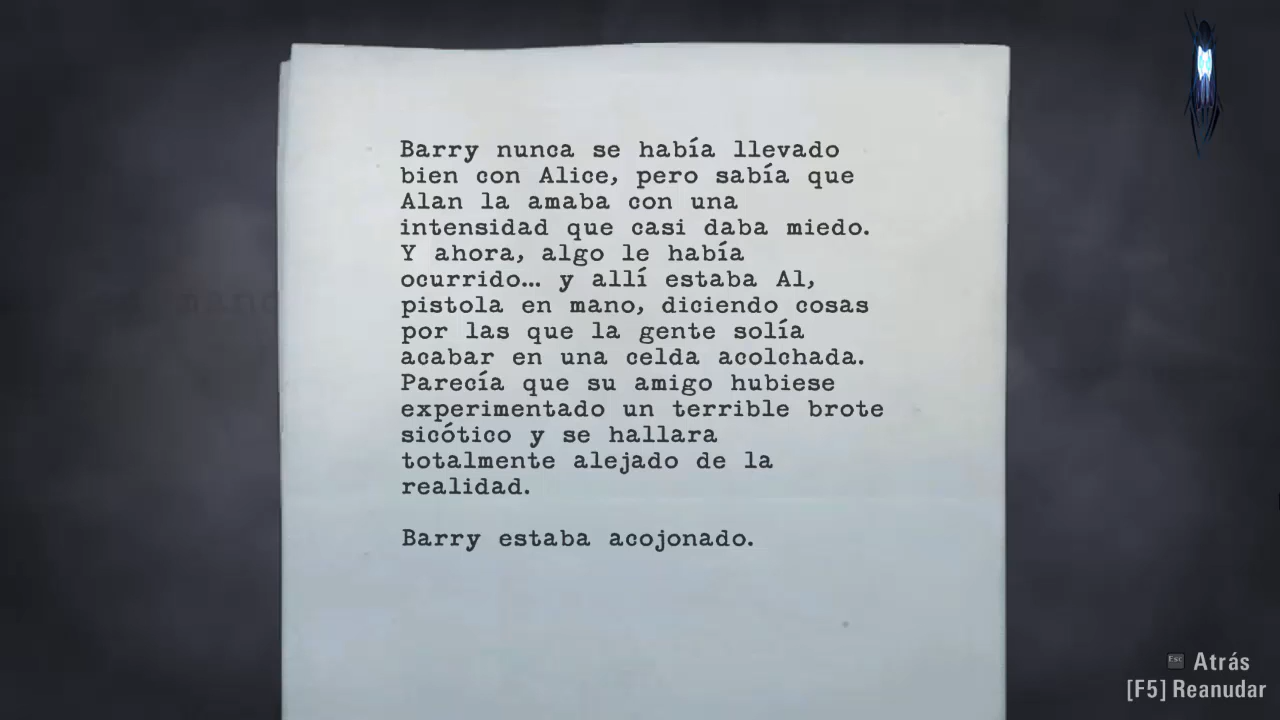 Barry nunca se había llevado
bien con Alice, pero sabía que
Alan la amaba con una
intensidad que casi daba miedo.
Y ahora, algo le había
ocurrido... y allí estaba Al,
pistola en mano, diciendo cosas
por las que la gente solía
acabar en una celda acolchada.
Parecía que su amigo hubiese
experimentado un terrible brote
sicótico y se hallara
totalmente alejado de la
realidad.
Barry estaba acojonado.
Esc Atrás
[F5] Reanudar